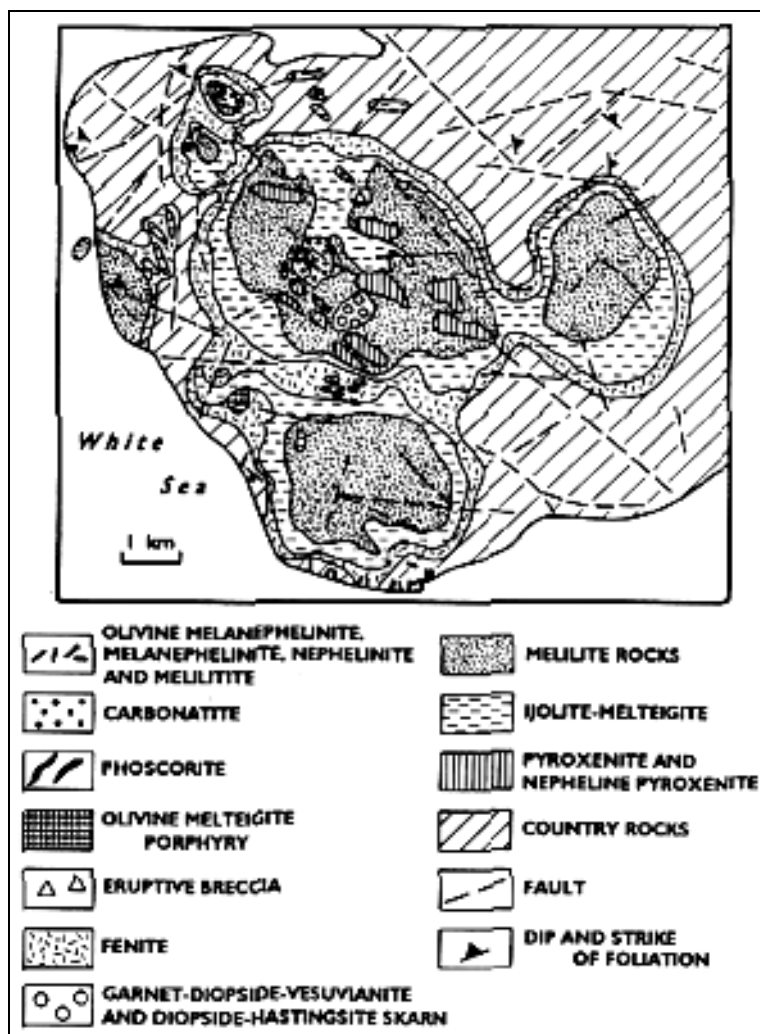 White
Sea
1 km
OLIVINE MELANEPHELINITE,
MELANEPHELINITE, NEPHELINITE
AND MELILITITE
CARBONATITE
PHOSCORITE
OLIVINE MELTEIGITE
PORPHYRY
ERUPTIVE BRECCIA
FENITE
GARNET-DIOPSIDE-VESUVIANITE
AND DIOPSIDE-HASTINGSITE SKARN
MELILITE ROCKS
IJOLITE-MELTEIGITE
PYROXENITE AND
NEPHELINE PYROXENITE
COUNTRY ROCKS
FAULT
DIP AND STRIKE
OF FOLIATION